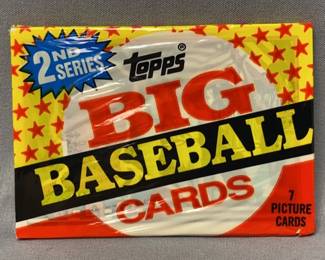 2ND
SERIES
Topps
BIG
BASEBALL
CARDS
7
PICTURE
CARDS